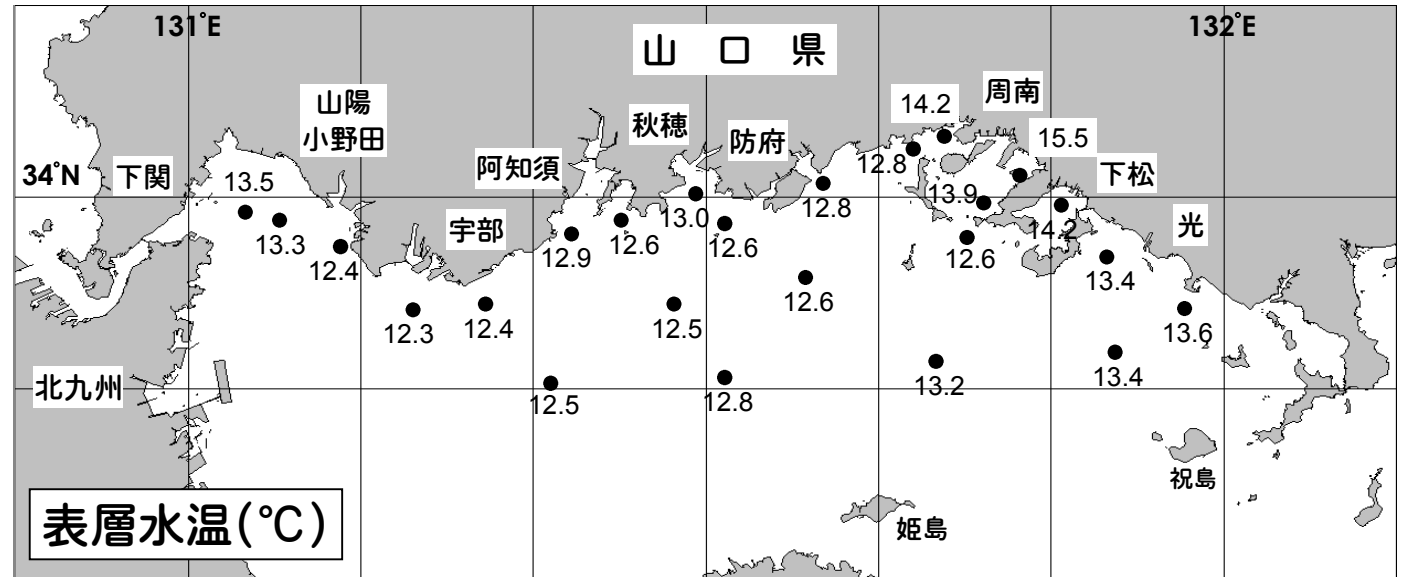 131°E
132°E
山 口 県
山陽
小野田
秋穂
防府
14.2
周南
15.5
阿知須
12.8
下松
34°N
下関
13.5
13.9
12.8
13.0
光
宇部
13.3
12.6
12.6
14.2
12.9
12.4
12.6
13.4
12.6
12.3
12.4
12.5
13.6
13.2
13.4
北九州
12.5
12.8
祝島
表層水温(℃)
姫島